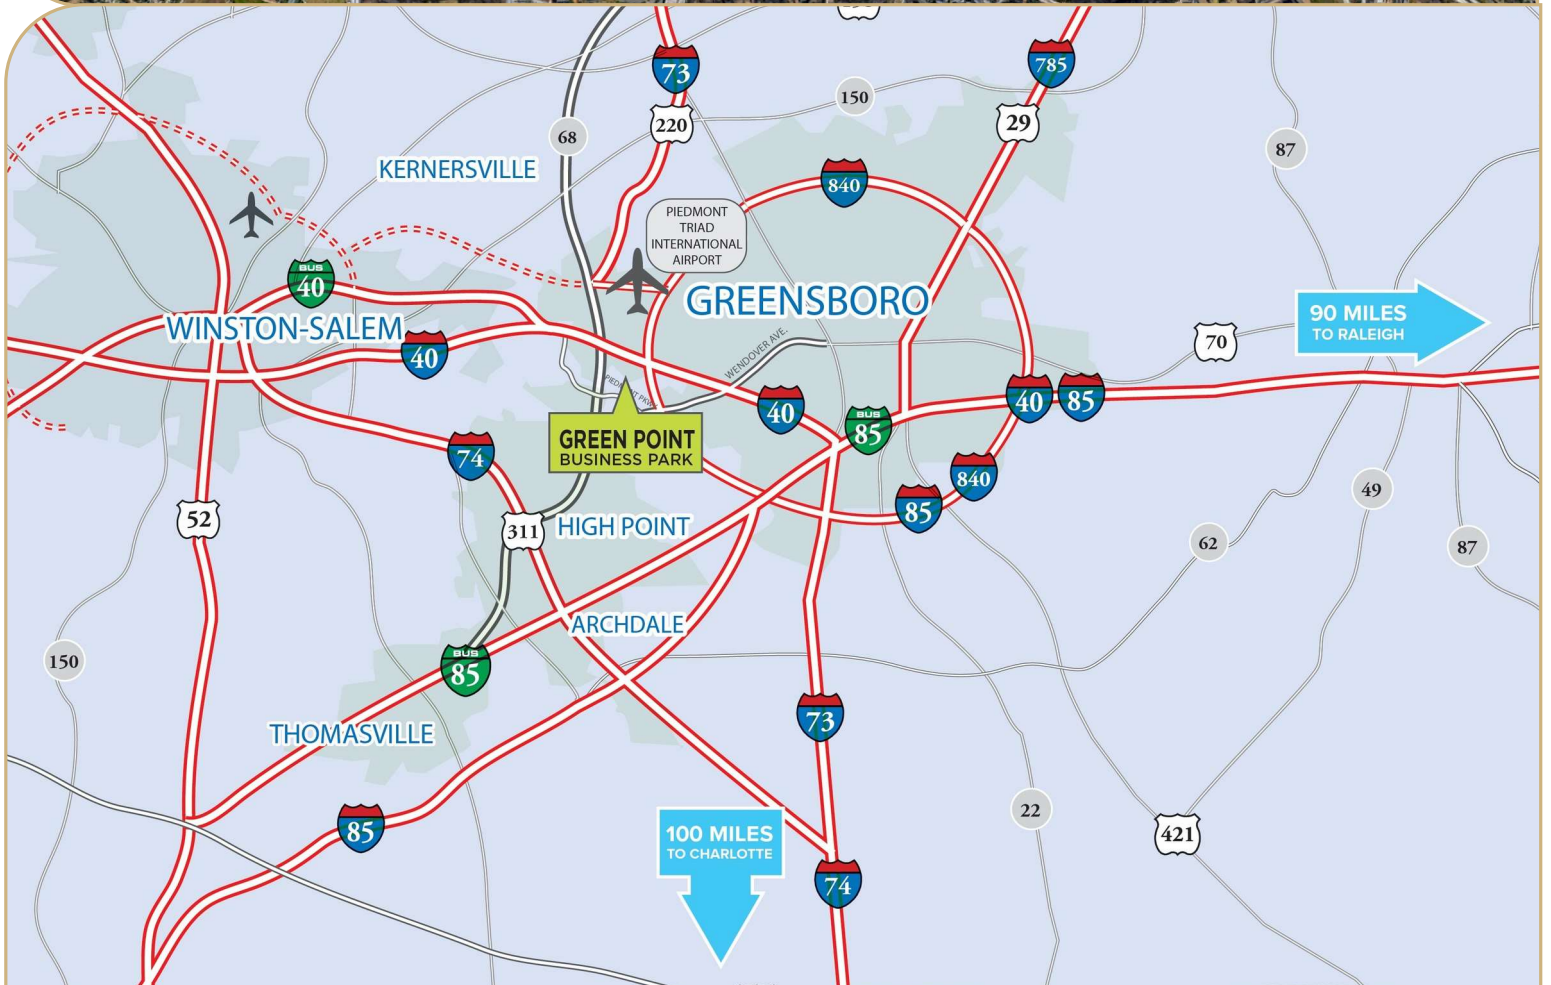 73
785
150
220
29
68
87
KERNERSVILLE
840
PIEDMONT
TRIAD
INTERNATIONAL
AIRPORT
BUS
40
GREENSBORO
WINSTON-SALEM
90 MILES
TO RALEIGH
70
40
WENDOVER AVE.
PIEDMONT PKWY
40
40
85
BUS
85
GREEN POINT
BUSINESS PARK
74
840
49
85
52
311
HIGH POINT
62
87
ARCHDALE
150
BUS
85
73
THOMASVILLE
22
85
100 MILES
TO CHARLOTTE
421
74